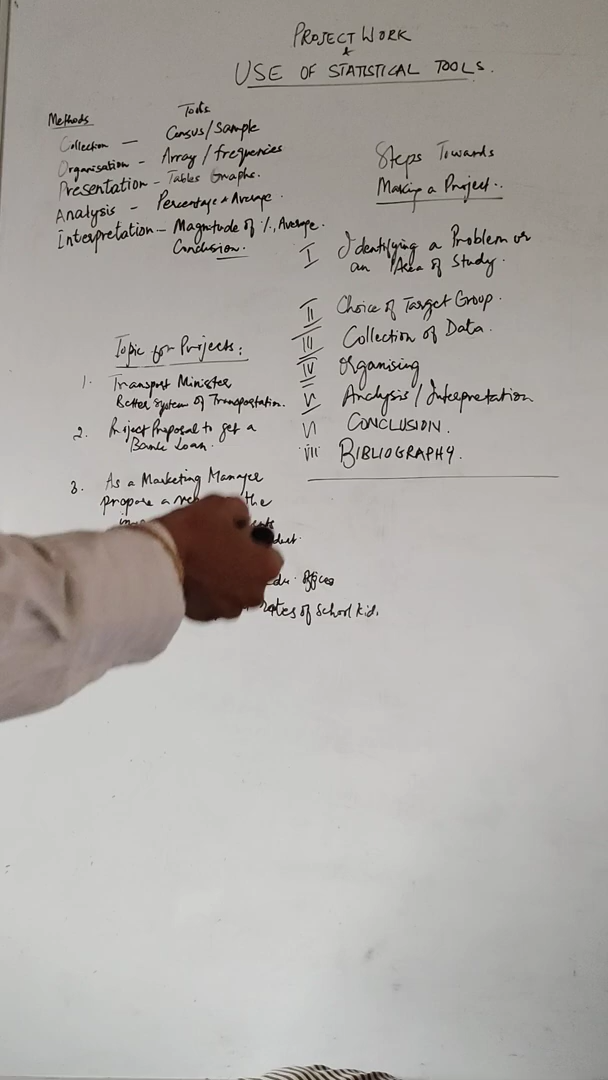 PROJECT WORK
&
USE OF STATISTICAL TOOLS.
Methods Tools
Collection — Census/Sample
Organisation - Array / frequencies
Presentation - Tables Graphs.
Analysis - Percentage & Average.
Interpretation - Magnitude of %, Average.
Conclusion.
Topic for Projects:
1. Transport Minister
Better System of Transportation.
2. Project Proposal to get a
Bank Loan.
3. As a Marketing Manager
propose a the
Edu. Offices
rates of School kid.
Steps Towards
Making a Project..
I Identifying a Problem or
an Area of Study.
II Choice of Target Group.
III Collection of Data.
IV Organising
V Analysis / Interpretation
VI CONCLUSION.
VII BIBLIOGRAPHY.